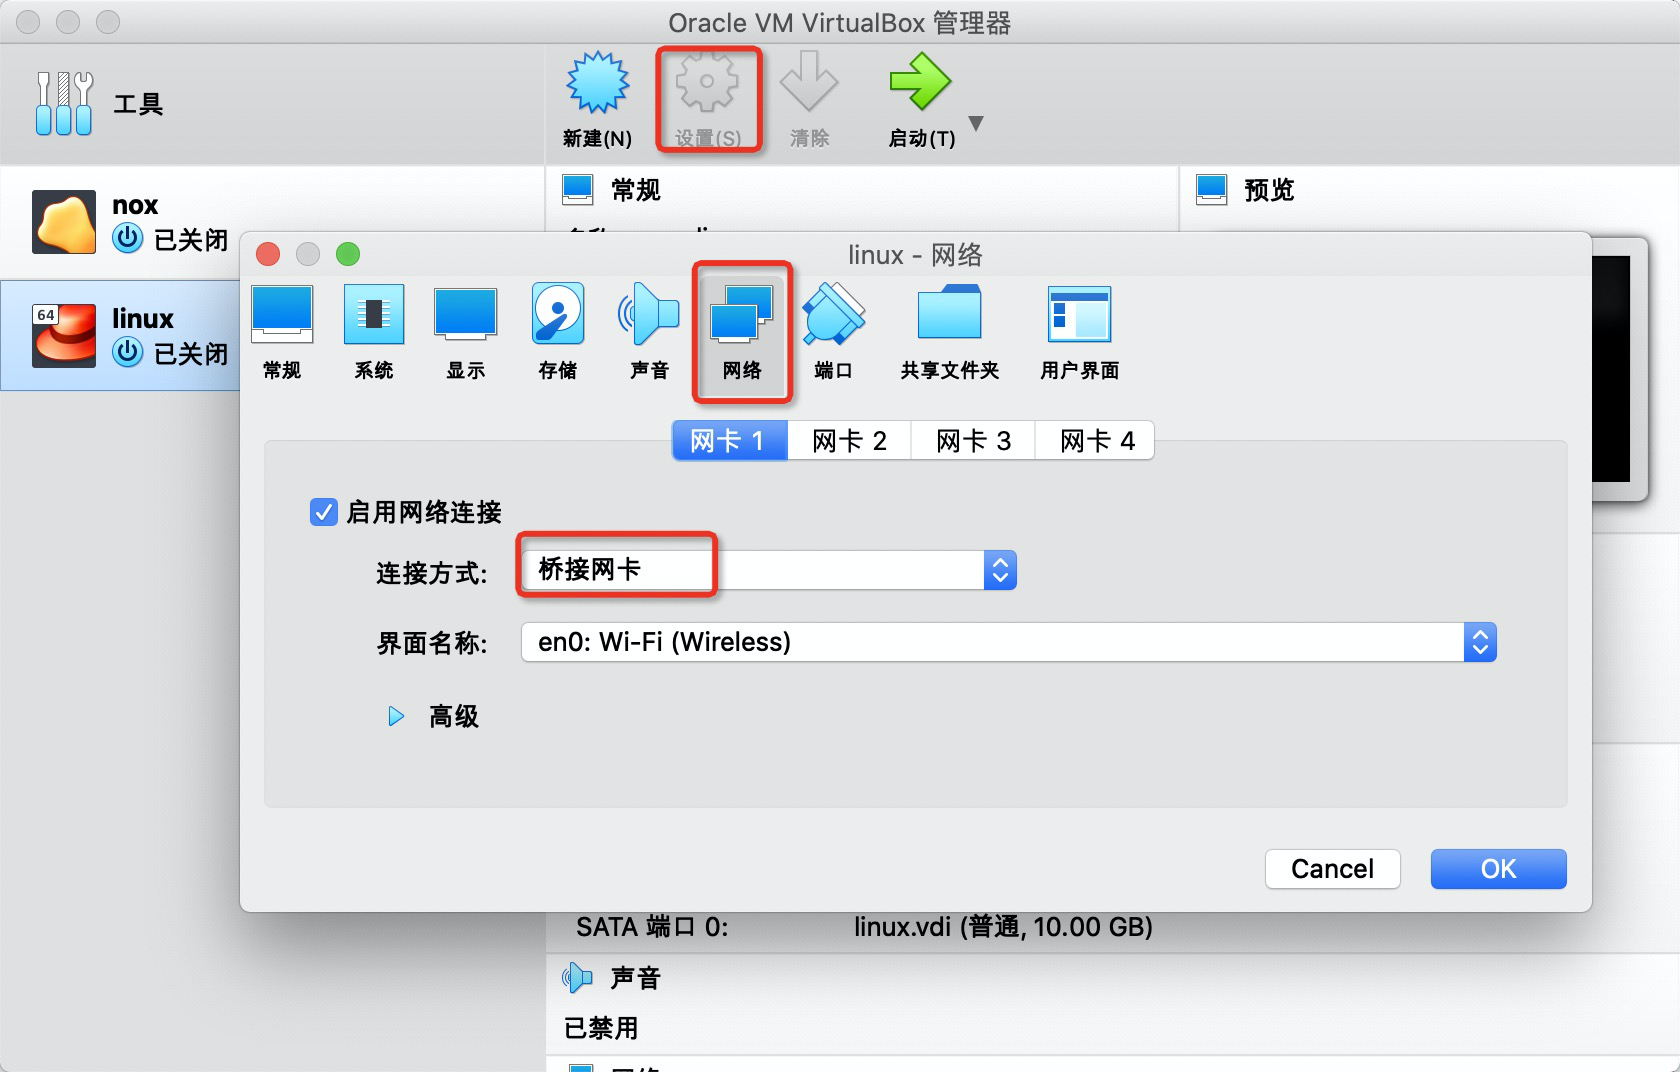 Oracle VM VirtualBox 管理器
工具
新建(N)
设置(S)
清除
启动(T)
nox
已关闭
64
linux
已关闭
常规
预览
linux - 网络
常规
系统
显示
存储
声音
网络
端口
共享文件夹
用户界面
网卡 1
网卡 2
网卡 3
网卡 4
启用网络连接
连接方式:
桥接网卡
界面名称:
en0: Wi-Fi (Wireless)
高级
Cancel
OK
SATA 端口 0:
linux.vdi (普通, 10.00 GB)
声音
已禁用